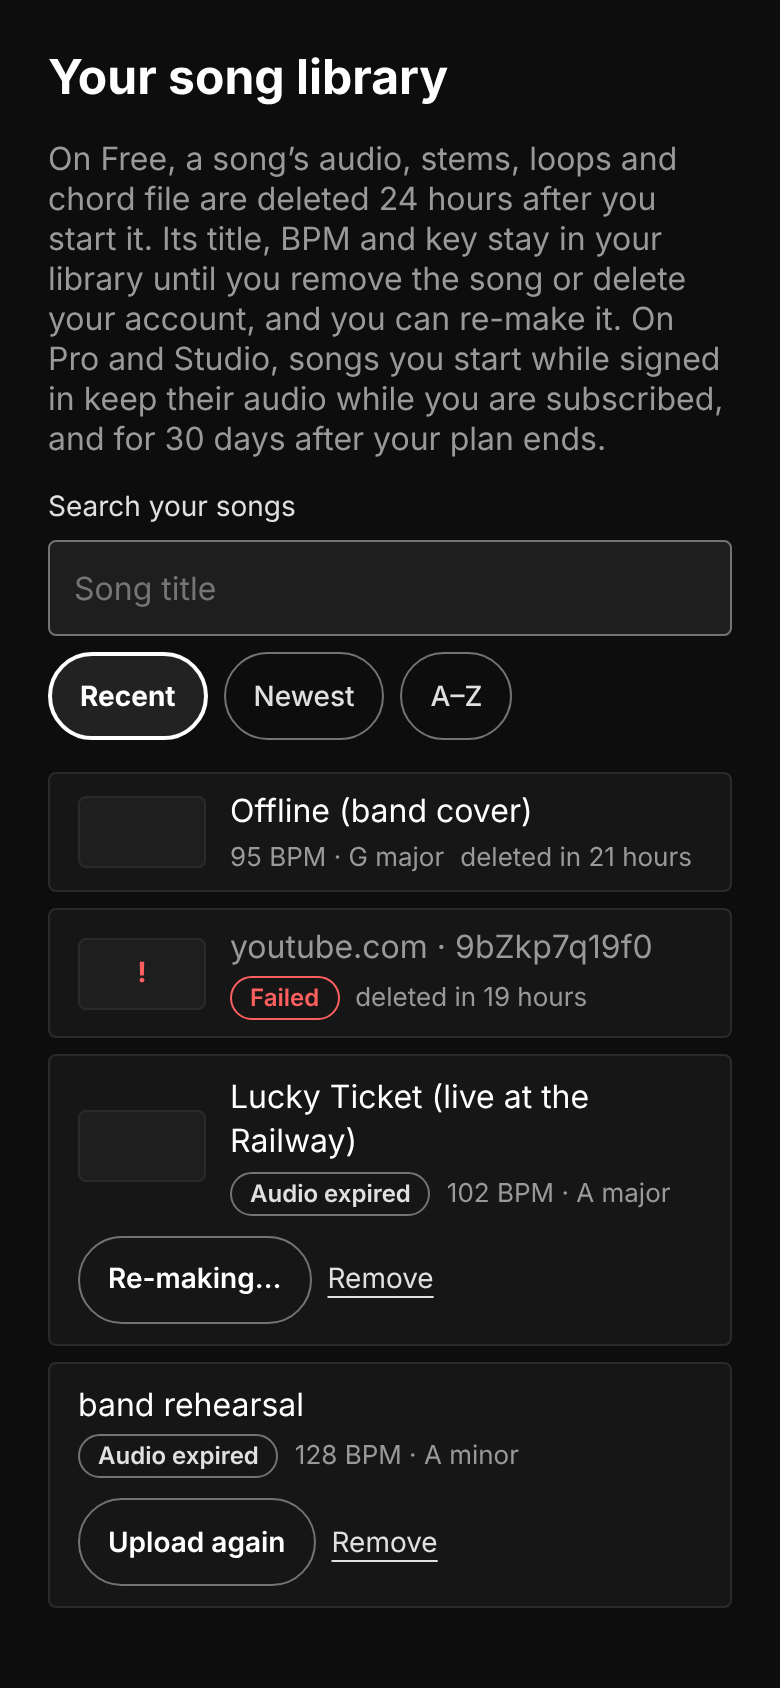 Your song library
On Free, a song’s audio, stems, loops and
chord file are deleted 24 hours after you
start it. Its title, BPM and key stay in your
library until you remove the song or delete
your account, and you can re-make it. On
Pro and Studio, songs you start while signed
in keep their audio while you are subscribed,
and for 30 days after your plan ends.
Search your songs
Song title
Recent Newest A–Z
Offline (band cover)
95 BPM · G major deleted in 21 hours
!
youtube.com · 9bZkp7q19f0
Failed deleted in 19 hours
Lucky Ticket (live at the
Railway)
Audio expired 102 BPM · A major
Re-making… Remove
band rehearsal
Audio expired 128 BPM · A minor
Upload again Remove